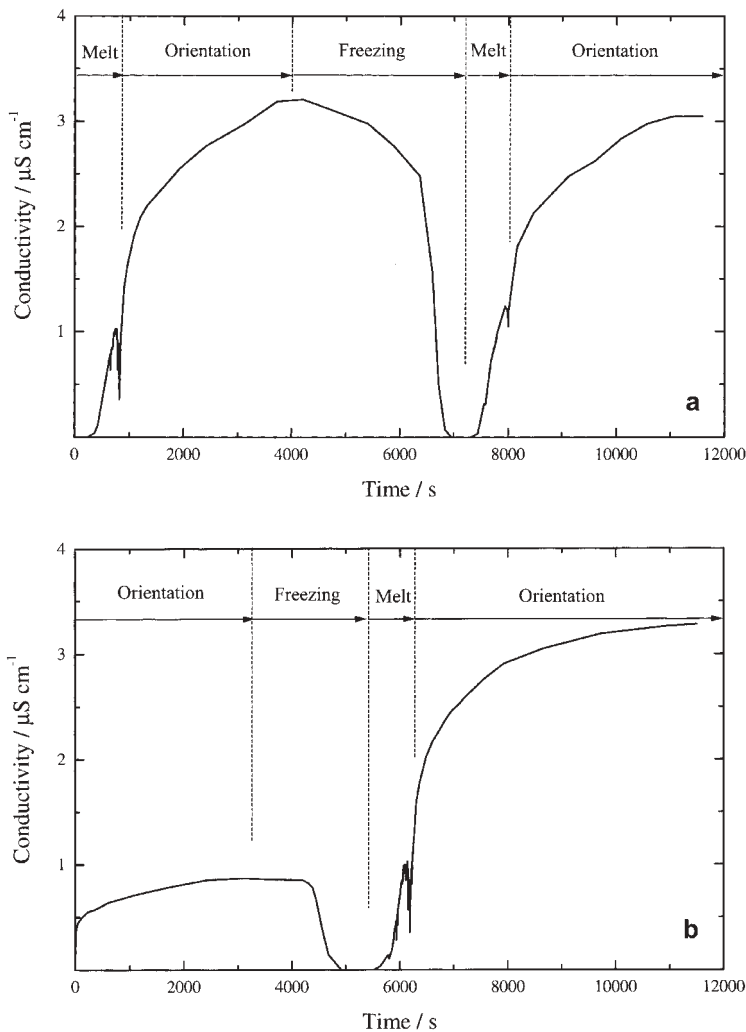 4
Melt Orientation Freezing Melt Orientation
3
2
1
Conductivity / μS cm⁻¹
a
0 2000 4000 6000 8000 10000 12000
Time / s
4
Orientation Freezing Melt Orientation
3
2
1
Conductivity / μS cm⁻¹
b
0 2000 4000 6000 8000 10000 12000
Time / s